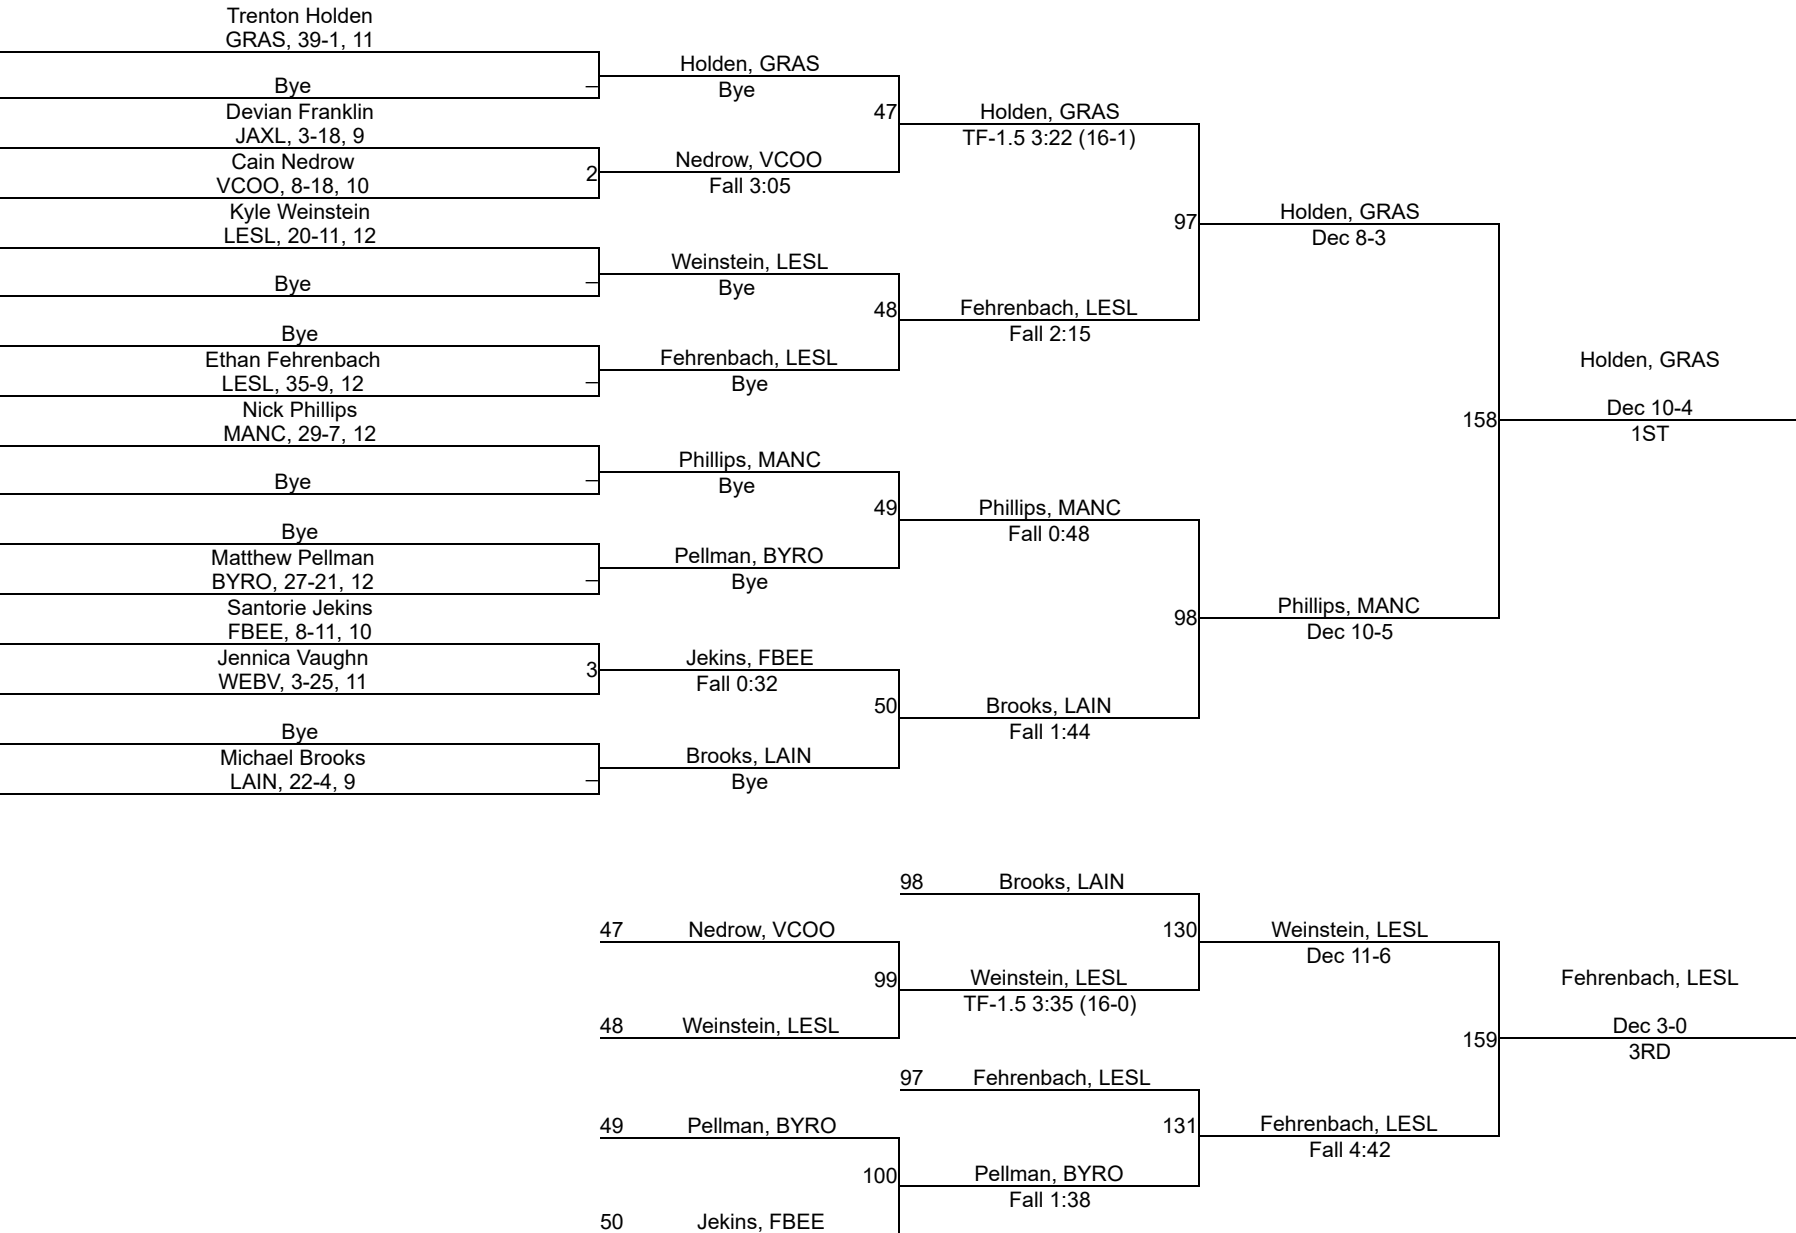 Trenton Holden
GRAS, 39-1, 11
Bye
Devian Franklin
JAXL, 3-18, 9
Cain Nedrow
VCOO, 8-18, 10
2
Kyle Weinstein
LESL, 20-11, 12
Bye
Bye
Ethan Fehrenbach
LESL, 35-9, 12
Nick Phillips
MANC, 29-7, 12
Bye
Bye
Matthew Pellman
BYRO, 27-21, 12
Santorie Jekins
FBEE, 8-11, 10
Jennica Vaughn
WEBV, 3-25, 11
3
Bye
Michael Brooks
LAIN, 22-4, 9
Holden, GRAS
Bye
47
Nedrow, VCOO
Fall 3:05
Weinstein, LESL
Bye
48
Fehrenbach, LESL
Bye
Phillips, MANC
Bye
49
Pellman, BYRO
Bye
Jekins, FBEE
Fall 0:32
50
Brooks, LAIN
Bye
Holden, GRAS
TF-1.5 3:22 (16-1)
97
Fehrenbach, LESL
Fall 2:15
Phillips, MANC
Fall 0:48
98
Brooks, LAIN
Fall 1:44
Holden, GRAS
Dec 8-3
158
Phillips, MANC
Dec 10-5
Holden, GRAS
Dec 10-4
1ST
98 Brooks, LAIN
47 Nedrow, VCOO
99
48 Weinstein, LESL
Weinstein, LESL
TF-1.5 3:35 (16-0)
130
97 Fehrenbach, LESL
49 Pellman, BYRO
100
50 Jekins, FBEE
Pellman, BYRO
Fall 1:38
131
Weinstein, LESL
Dec 11-6
159
Fehrenbach, LESL
Fall 4:42
Fehrenbach, LESL
Dec 3-0
3RD